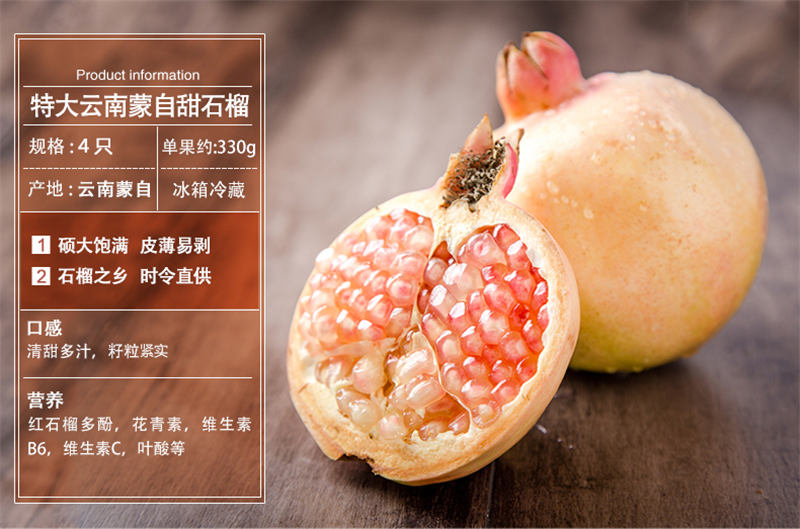 Product information
特大云南蒙自甜石榴
规格：4 只 单果约:330g
产地：云南蒙自 冰箱冷藏
1 硕大饱满 皮薄易剥
2 石榴之乡 时令直供
口感
清甜多汁，籽粒紧实
营养
红石榴多酚，花青素，维生素
B6，维生素C，叶酸等